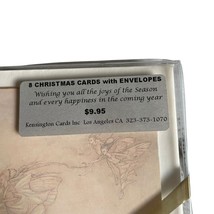 8 CHRISTMAS CARDS with ENVELOPES
Wishing you all the joys of the Season
and every happiness in the coming year
$9.95
Kensington Cards Inc Los Angeles CA 323-373-1070